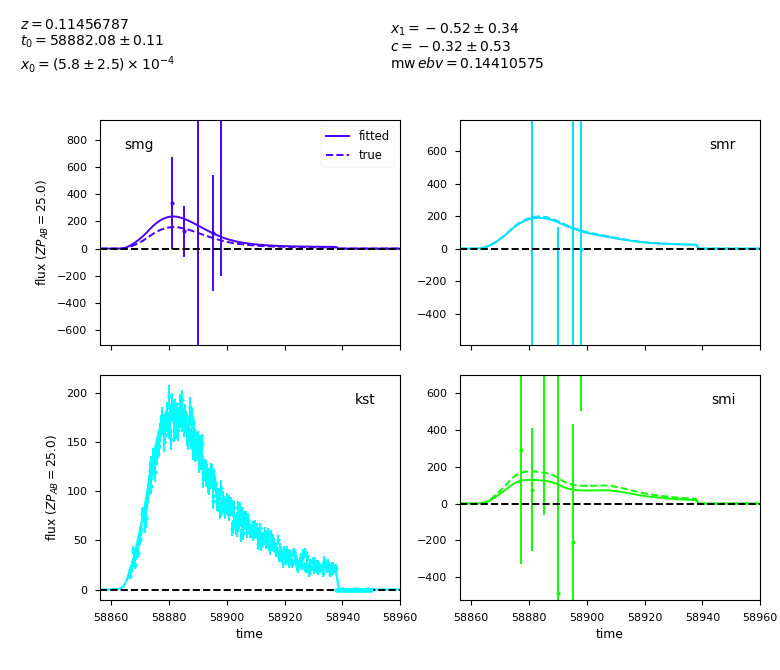 z = 0.11456787
t₀ = 58882.08 ± 0.11
x₀ = (5.8 ± 2.5) × 10⁻⁴
x₁ = −0.52 ± 0.34
c = −0.32 ± 0.53
mw ebv = 0.14410575
smg
fitted
true
flux (ZP_AB = 25.0)
800
600
400
200
0
−200
−400
−600
smr
600
400
200
0
−200
−400
kst
flux (ZP_AB = 25.0)
200
150
100
50
0
58860 58880 58900 58920 58940 58960
time
smi
600
400
200
0
−200
−400
58860 58880 58900 58920 58940 58960
time